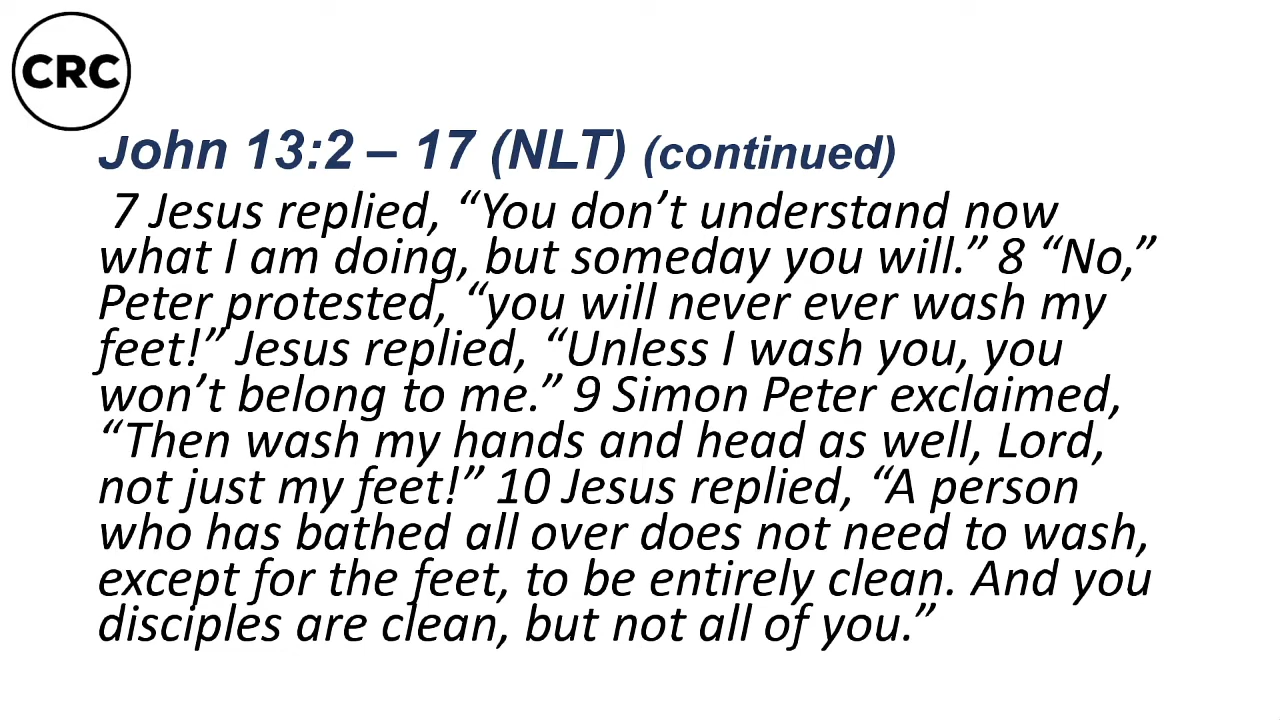 CRC
John 13:2 – 17 (NLT) (continued)
7 Jesus replied, “You don’t understand now
what I am doing, but someday you will.” 8 “No,”
Peter protested, “you will never ever wash my
feet!” Jesus replied, “Unless I wash you, you
won’t belong to me.” 9 Simon Peter exclaimed,
“Then wash my hands and head as well, Lord,
not just my feet!” 10 Jesus replied, “A person
who has bathed all over does not need to wash,
except for the feet, to be entirely clean. And you
disciples are clean, but not all of you.”